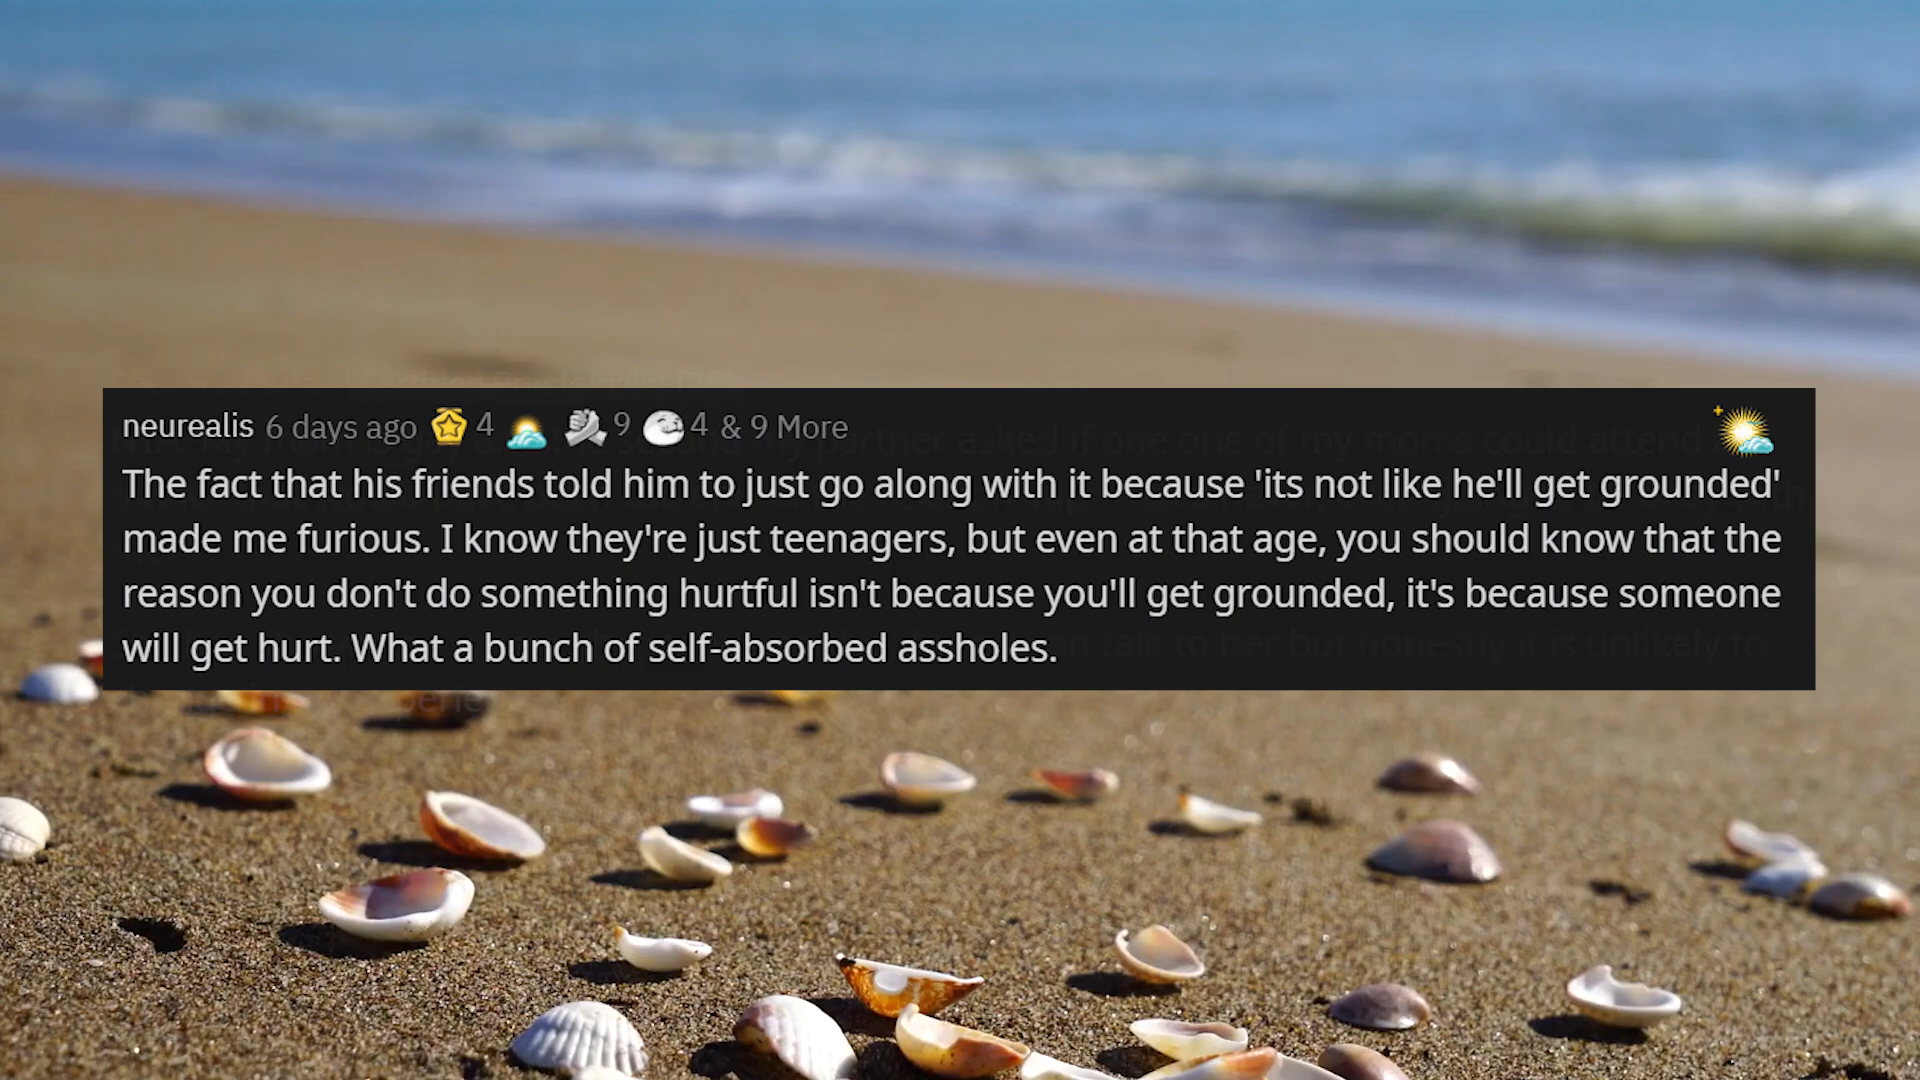 neurealis 6 days ago 4 9 4 & 9 More
The fact that his friends told him to just go along with it because 'its not like he'll get grounded'
made me furious. I know they're just teenagers, but even at that age, you should know that the
reason you don't do something hurtful isn't because you'll get grounded, it's because someone
will get hurt. What a bunch of self-absorbed assholes.